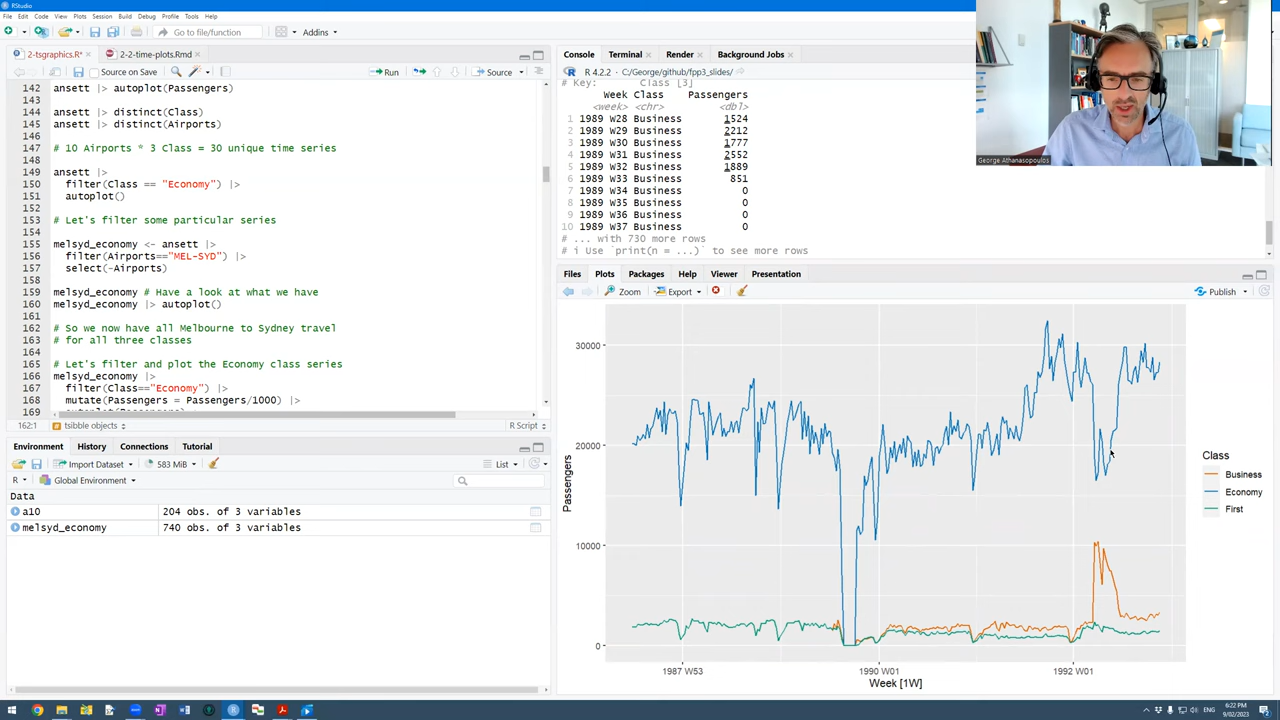 RStudio
File Edit Code View Plots Session Build Debug Profile Tools Help
Go to file/function
Addins
2-tsgraphics.R*
2-2-time-plots.Rmd
Source on Save
Run
Source
142 ansett |> autoplot(Passengers)
143
144 ansett |> distinct(Class)
145 ansett |> distinct(Airports)
146
147 # 10 Airports * 3 Class = 30 unique time series
148
149 ansett |>
150 filter(Class == "Economy") |>
151 autoplot()
152
153 # Let's filter some particular series
154
155 melsyd_economy <- ansett |>
156 filter(Airports=="MEL-SYD") |>
157 select(-Airports)
158
159 melsyd_economy # Have a look at what we have
160 melsyd_economy |> autoplot()
161
162 # So we now have all Melbourne to Sydney travel
163 # for all three classes
164
165 # Let's filter and plot the Economy class series
166 melsyd_economy |>
167 filter(Class=="Economy") |>
168 mutate(Passengers = Passengers/1000) |>
169
162:1
tsibble objects
R Script
Environment History Connections Tutorial
Import Dataset
583 MiB
List
R
Global Environment
Data
a10 204 obs. of 3 variables
melsyd_economy 740 obs. of 3 variables
Console Terminal Render Background Jobs
R 4.2.2 · C:/George/github/fpp3_slides/
# Key: Class [3]
Week Class Passengers
<week> <chr> <dbl>
1 1989 W28 Business 1524
2 1989 W29 Business 2212
3 1989 W30 Business 1777
4 1989 W31 Business 2552
5 1989 W32 Business 1889
6 1989 W33 Business 851
7 1989 W34 Business 0
8 1989 W35 Business 0
9 1989 W36 Business 0
10 1989 W37 Business 0
# ... with 730 more rows
# i Use `print(n = ...)` to see more rows
Files Plots Packages Help Viewer Presentation
Zoom
Export
Publish
30000
20000
10000
0
Passengers
1987 W53
1990 W01
1992 W01
Week [1W]
Class
Business
Economy
First
George Athanasopoulos
ENG
6:22 PM
9/02/2023